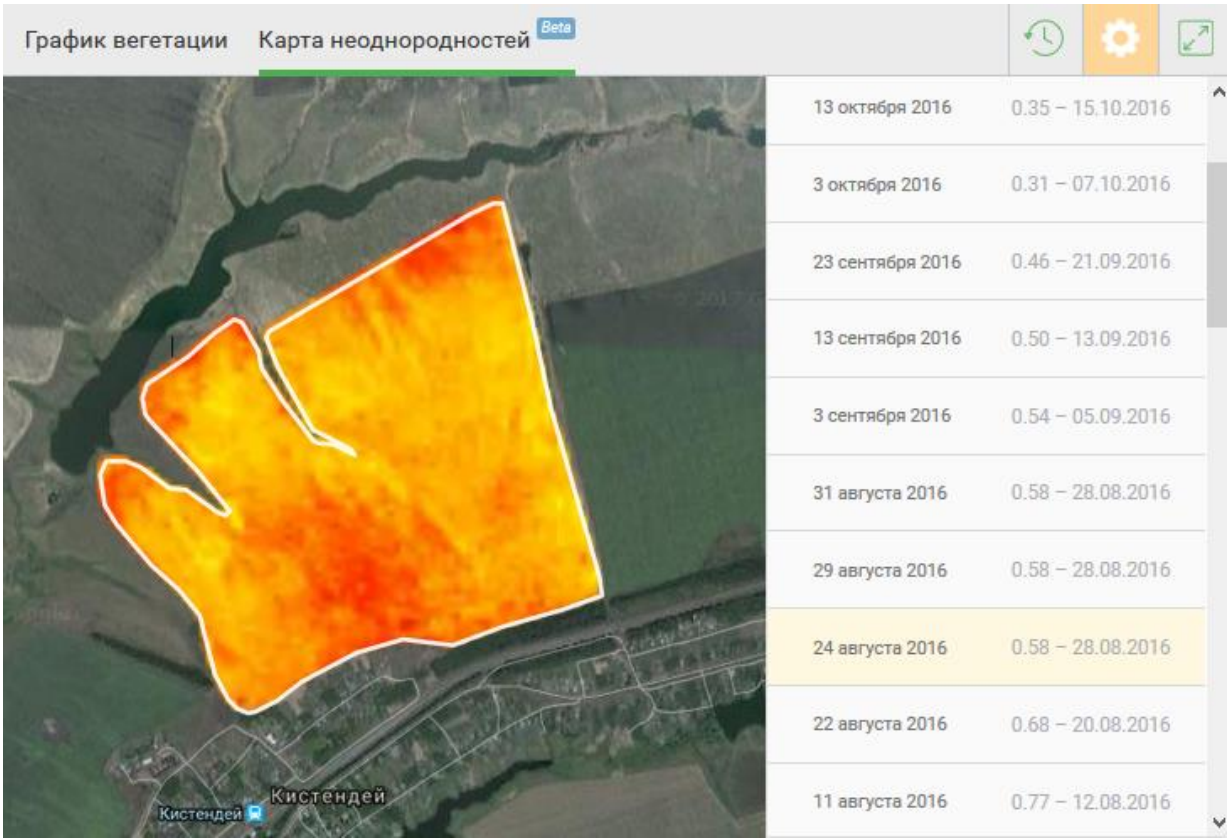 График вегетации Карта неоднородностей Beta
13 октября 2016 0.35 – 15.10.2016
3 октября 2016 0.31 – 07.10.2016
23 сентября 2016 0.46 – 21.09.2016
13 сентября 2016 0.50 – 13.09.2016
3 сентября 2016 0.54 – 05.09.2016
31 августа 2016 0.58 – 28.08.2016
29 августа 2016 0.58 – 28.08.2016
24 августа 2016 0.58 – 28.08.2016
22 августа 2016 0.68 – 20.08.2016
11 августа 2016 0.77 – 12.08.2016
Кистендей
Кистендей